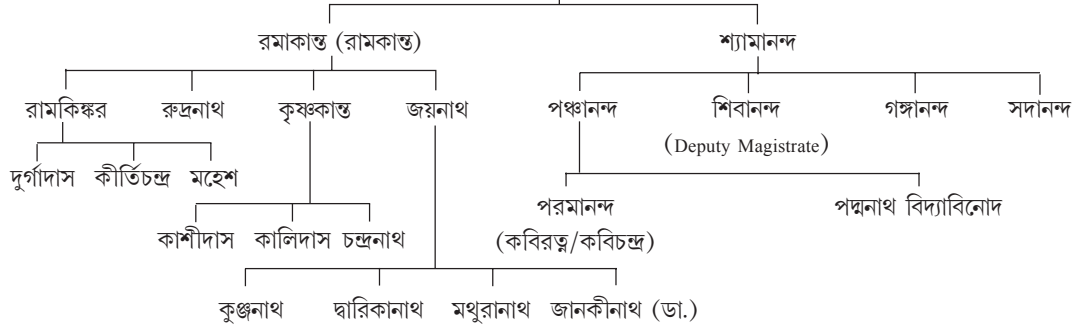 রমাকান্ত (রামকান্ত) শ্যামানন্দ
রামকিঙ্কর রুদ্রনাথ কৃষ্ণকান্ত জয়নাথ পঞ্চানন্দ শিবানন্দ গঙ্গানন্দ সদানন্দ
(Deputy Magistrate)
দুর্গাদাস কীর্তিচন্দ্র মহেশ
পরমানন্দ পদ্মনাথ বিদ্যাবিনোদ
কাশীদাস কালিদাস চন্দ্রনাথ (কবিরত্ন/কবিচন্দ্র)
কুঞ্জনাথ দ্বারিকানাথ মথুরানাথ জানকীনাথ (ডা.)